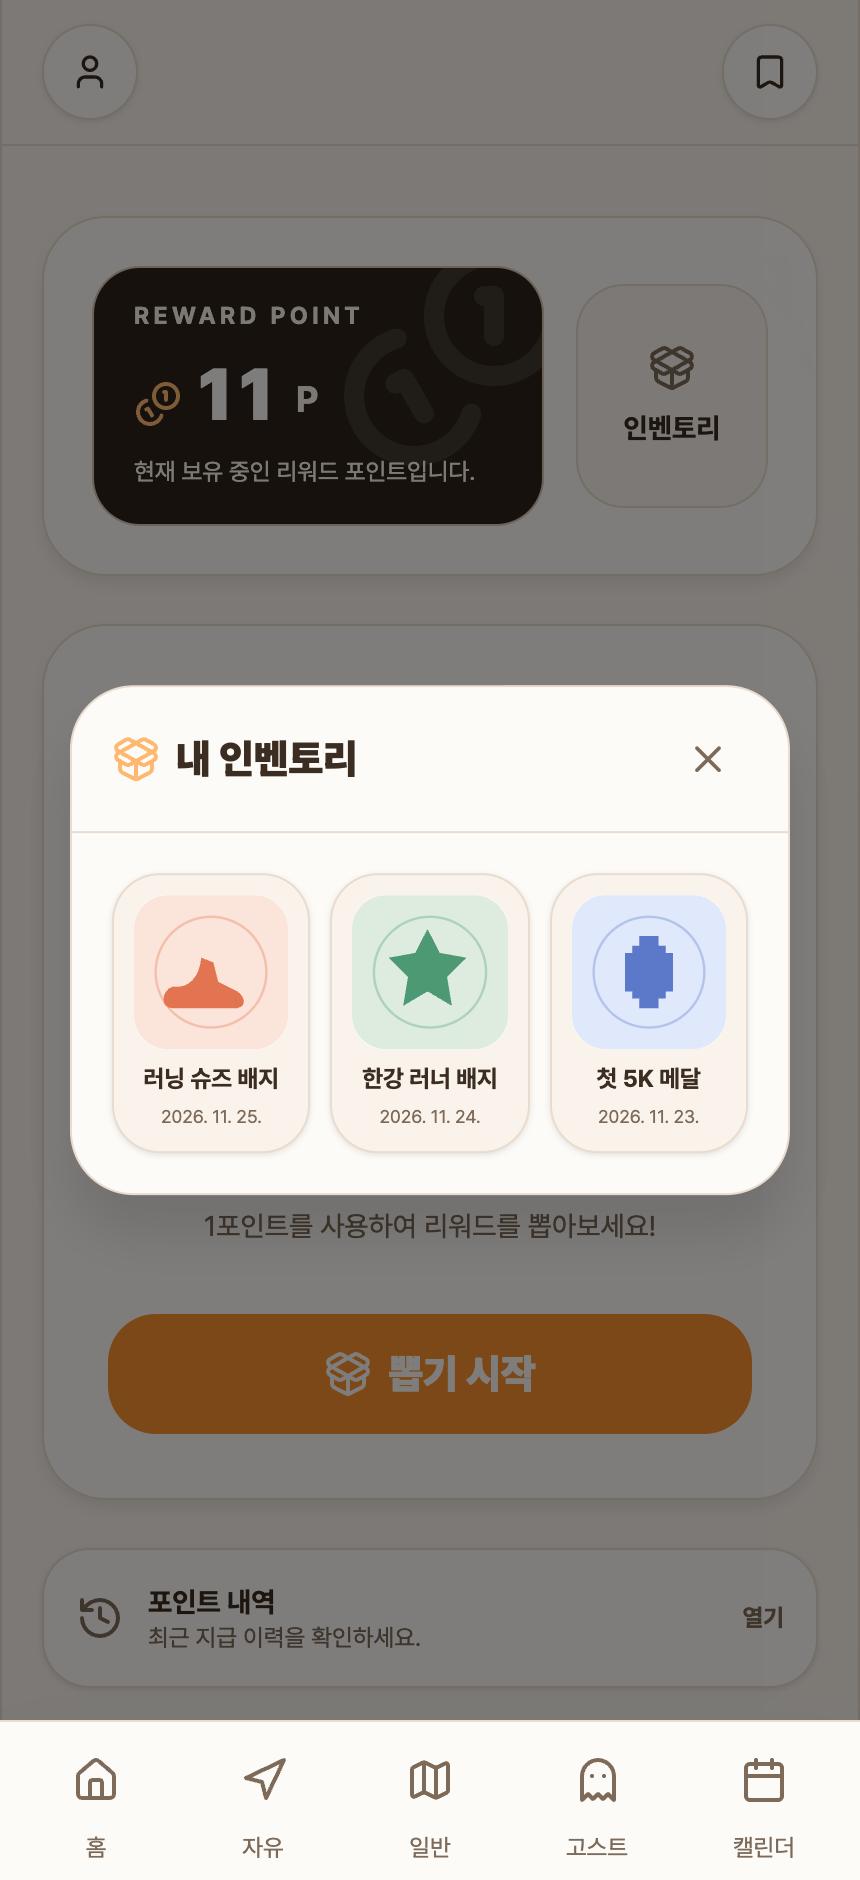 REWARD POINT
11 P
현재 보유 중인 리워드 포인트입니다.
인벤토리
내 인벤토리
러닝 슈즈 배지
2026. 11. 25.
한강 러너 배지
2026. 11. 24.
첫 5K 메달
2026. 11. 23.
1포인트를 사용하여 리워드를 뽑아보세요!
뽑기 시작
포인트 내역
최근 지급 이력을 확인하세요.
열기
홈
자유
일반
고스트
캘린더